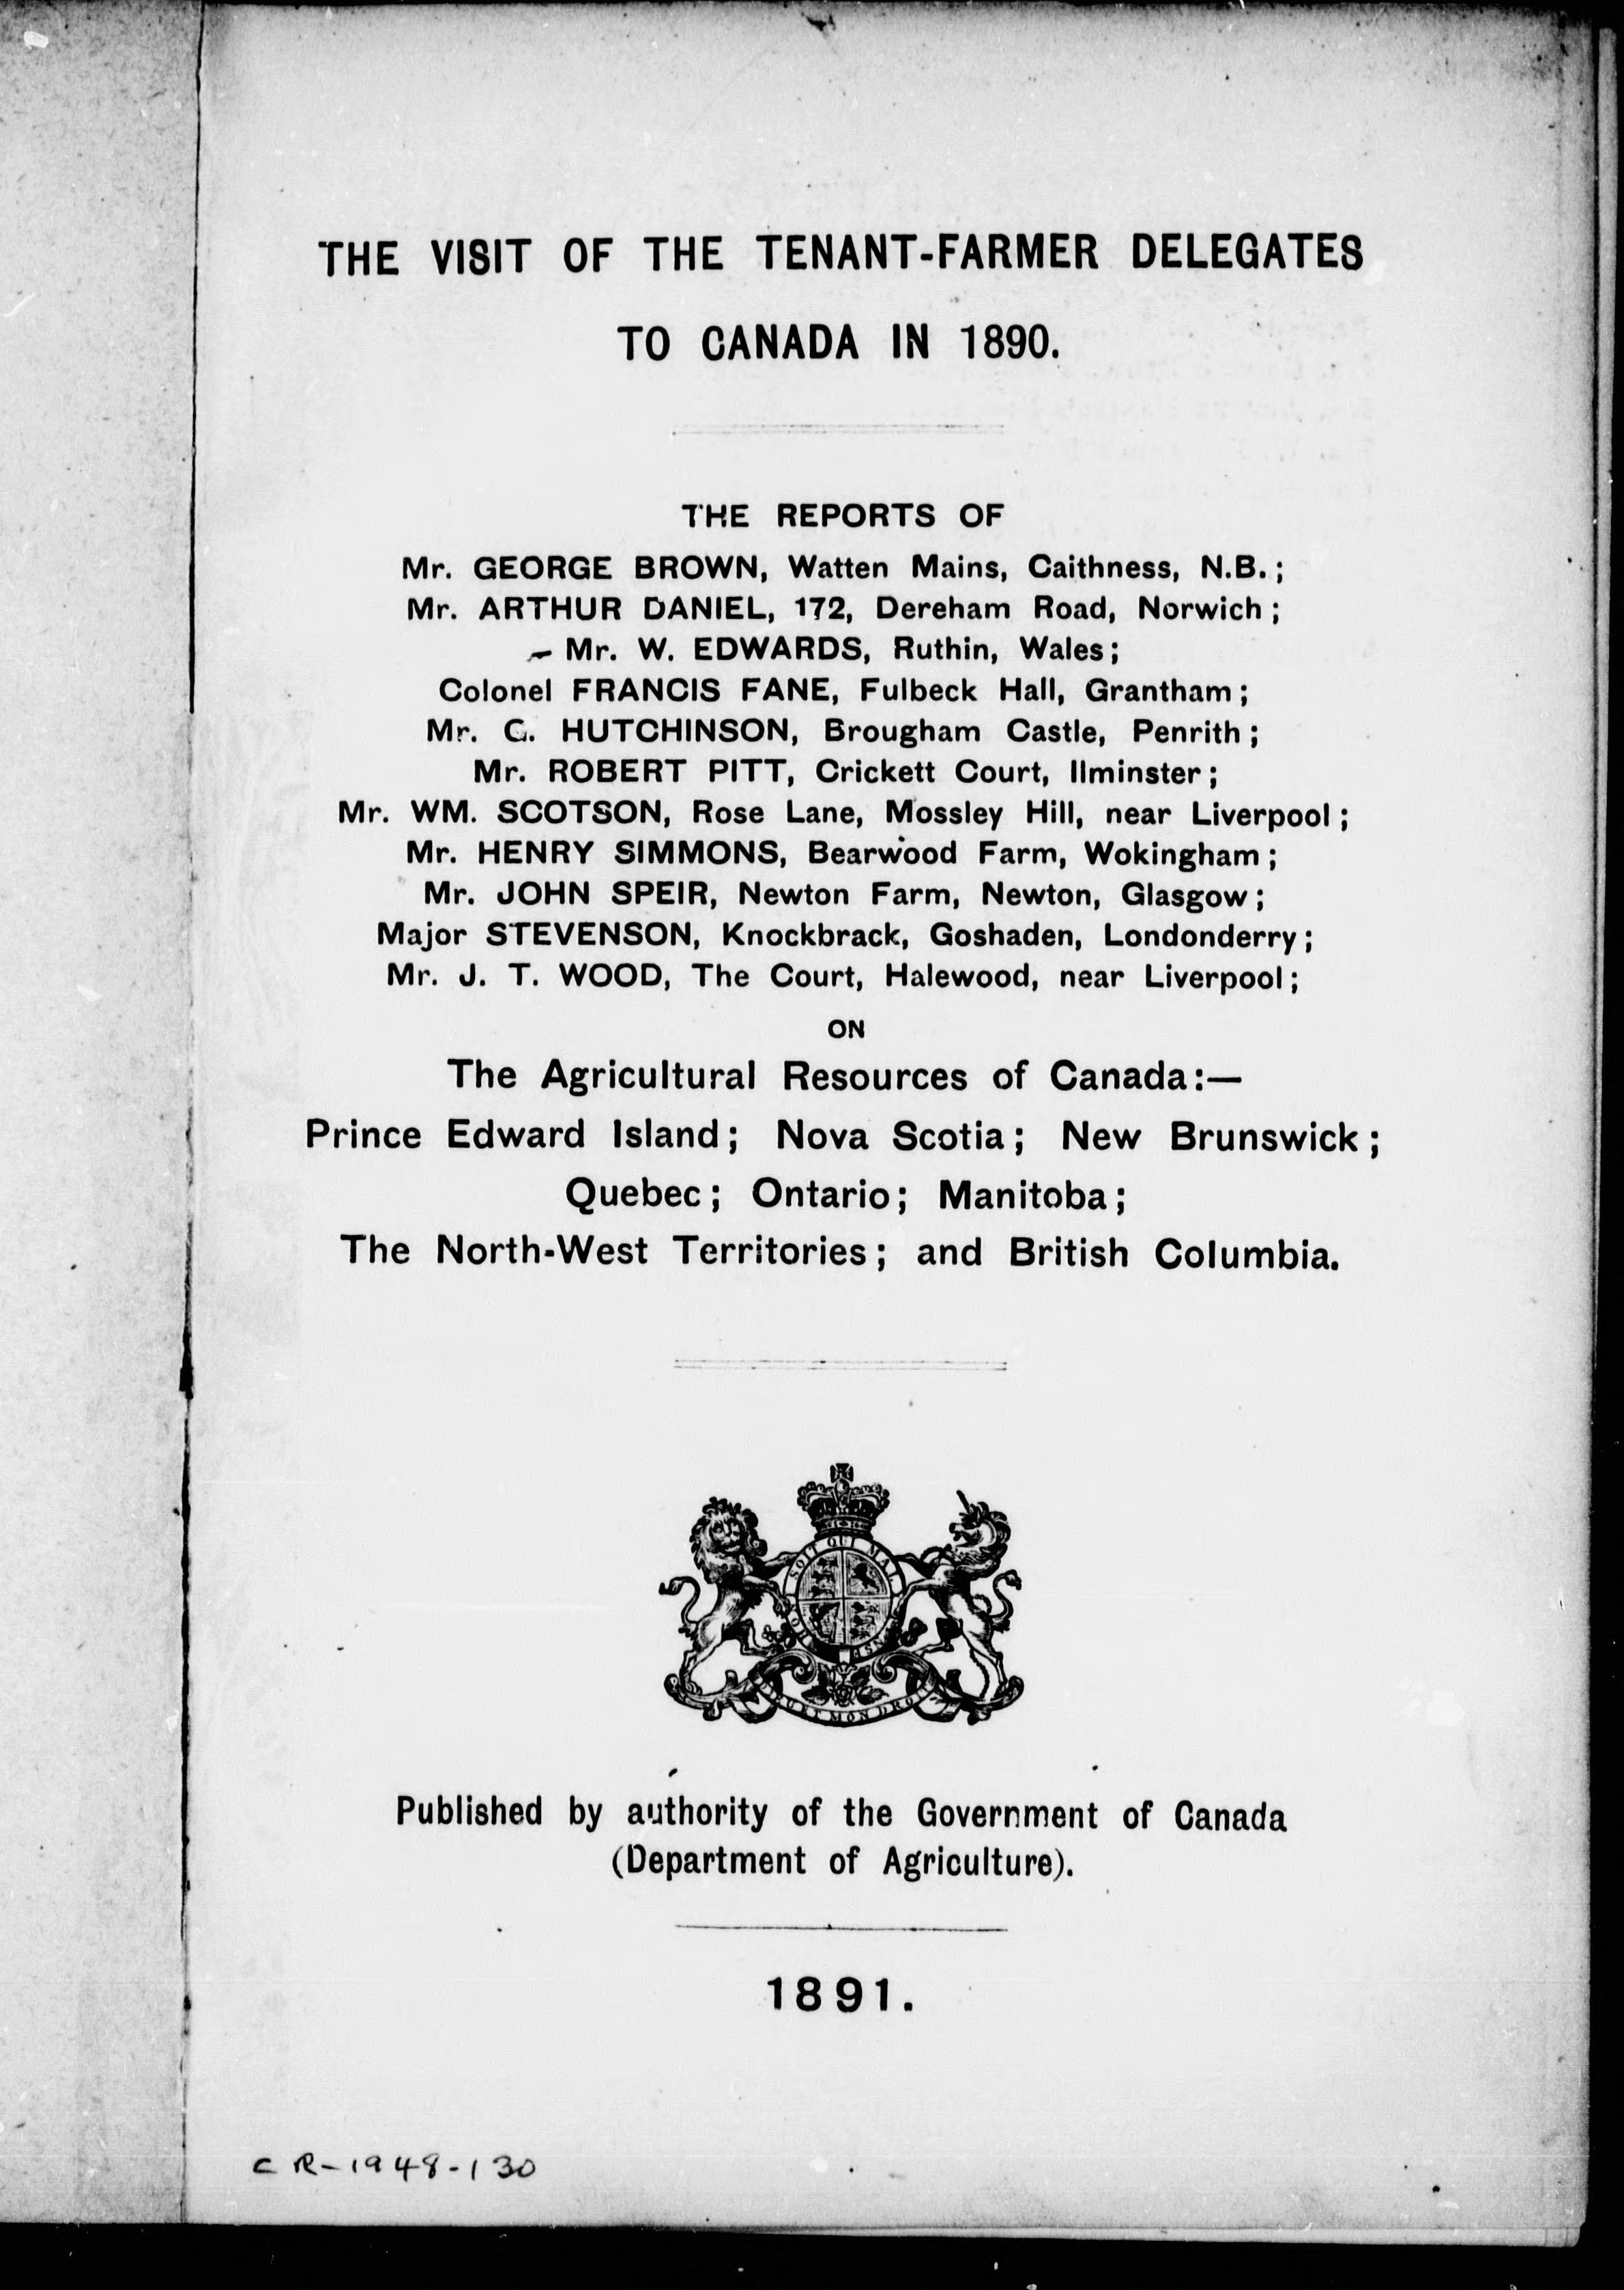 THE VISIT OF THE TENANT-FARMER DELEGATES
TO CANADA IN 1890.
THE REPORTS OF
Mr. GEORGE BROWN, Watten Mains, Caithness, N.B.;
Mr. ARTHUR DANIEL, 172, Dereham Road, Norwich;
Mr. W. EDWARDS, Ruthin, Wales;
Colonel FRANCIS FANE, Fulbeck Hall, Grantham;
Mr. G. HUTCHINSON, Brougham Castle, Penrith;
Mr. ROBERT PITT, Crickett Court, Ilminster;
Mr. WM. SCOTSON, Rose Lane, Mossley Hill, near Liverpool;
Mr. HENRY SIMMONS, Bearwood Farm, Wokingham;
Mr. JOHN SPEIR, Newton Farm, Newton, Glasgow;
Major STEVENSON, Knockbrack, Goshaden, Londonderry;
Mr. J. T. WOOD, The Court, Halewood, near Liverpool;
ON
The Agricultural Resources of Canada:—
Prince Edward Island; Nova Scotia; New Brunswick;
Quebec; Ontario; Manitoba;
The North-West Territories; and British Columbia.
SOIT QUI MAL
ET MON DROIT
Published by authority of the Government of Canada
(Department of Agriculture).
1891.
CR-1948-130